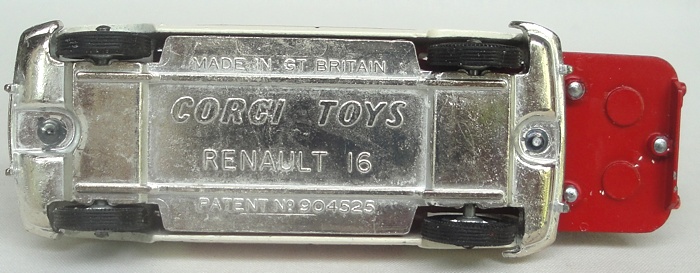 MADE IN GT BRITAIN
CORGI TOYS
RENAULT 16
PATENT No 904525